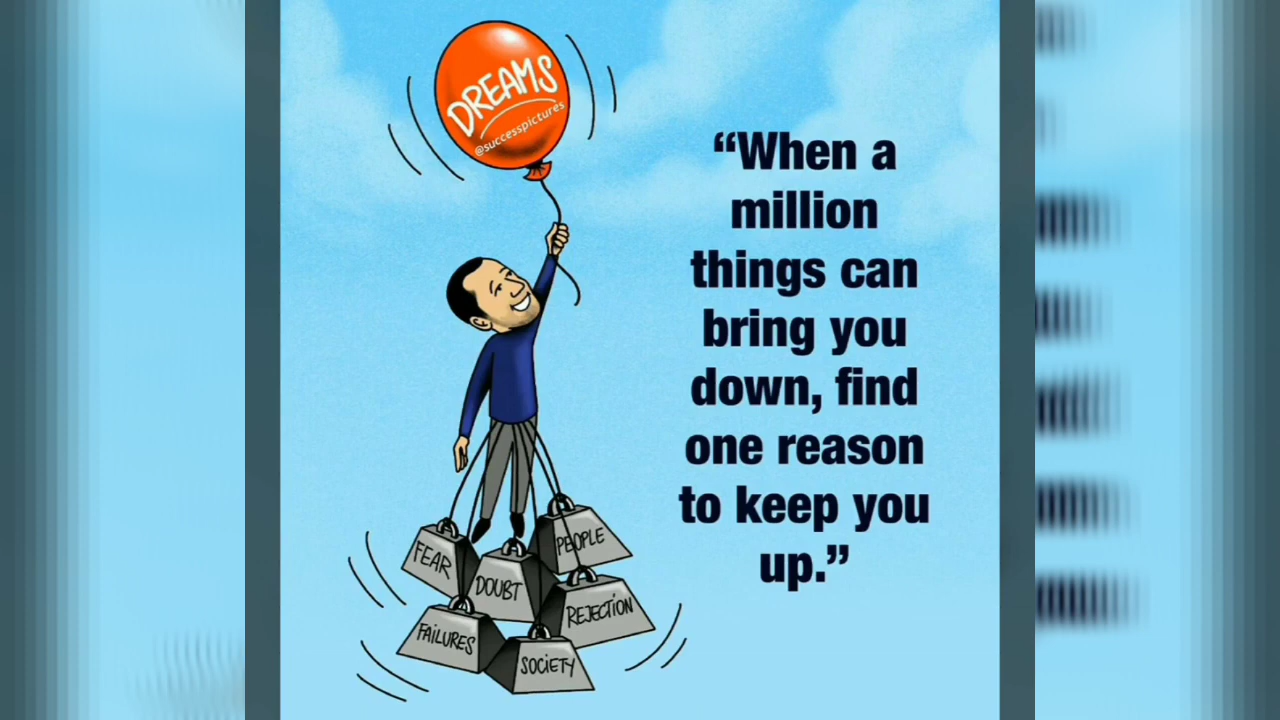 DREAMS
@successpictures
“When a
million
things can
bring you
down, find
one reason
to keep you
up.”
PEOPLE
FEAR
DOUBT
REJECTION
FAILURES
SOCIETY